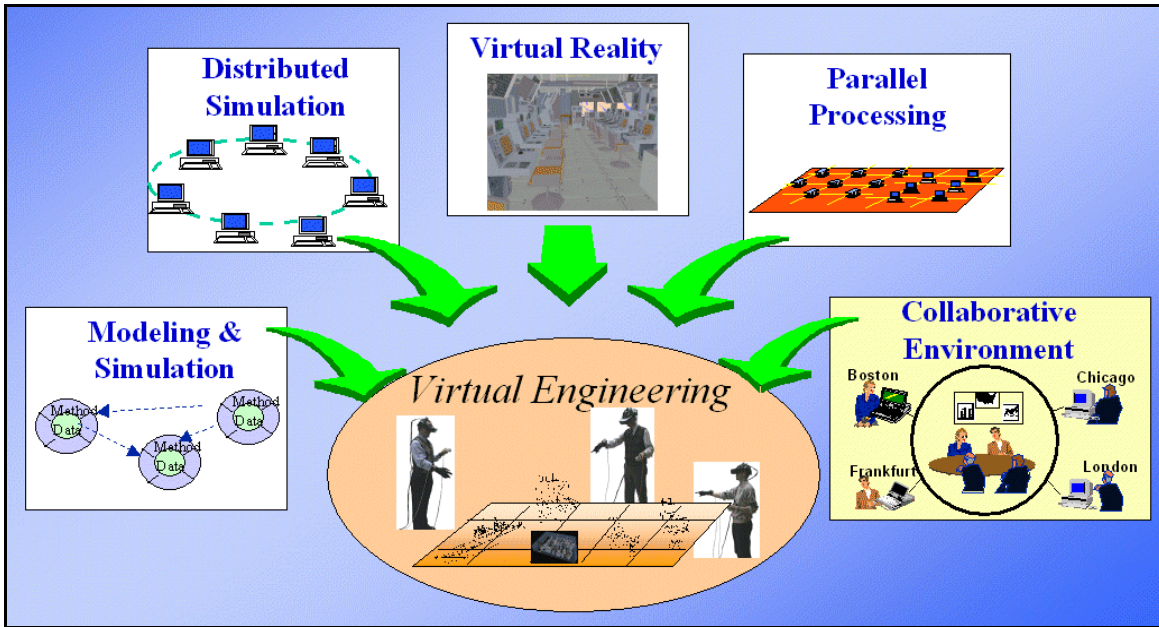 Distributed
Simulation
Virtual Reality
Parallel
Processing
Modeling &
Simulation
Method
Data
Method
Data
Method
Data
Virtual Engineering
Collaborative
Environment
Boston
Chicago
Frankfurt
London